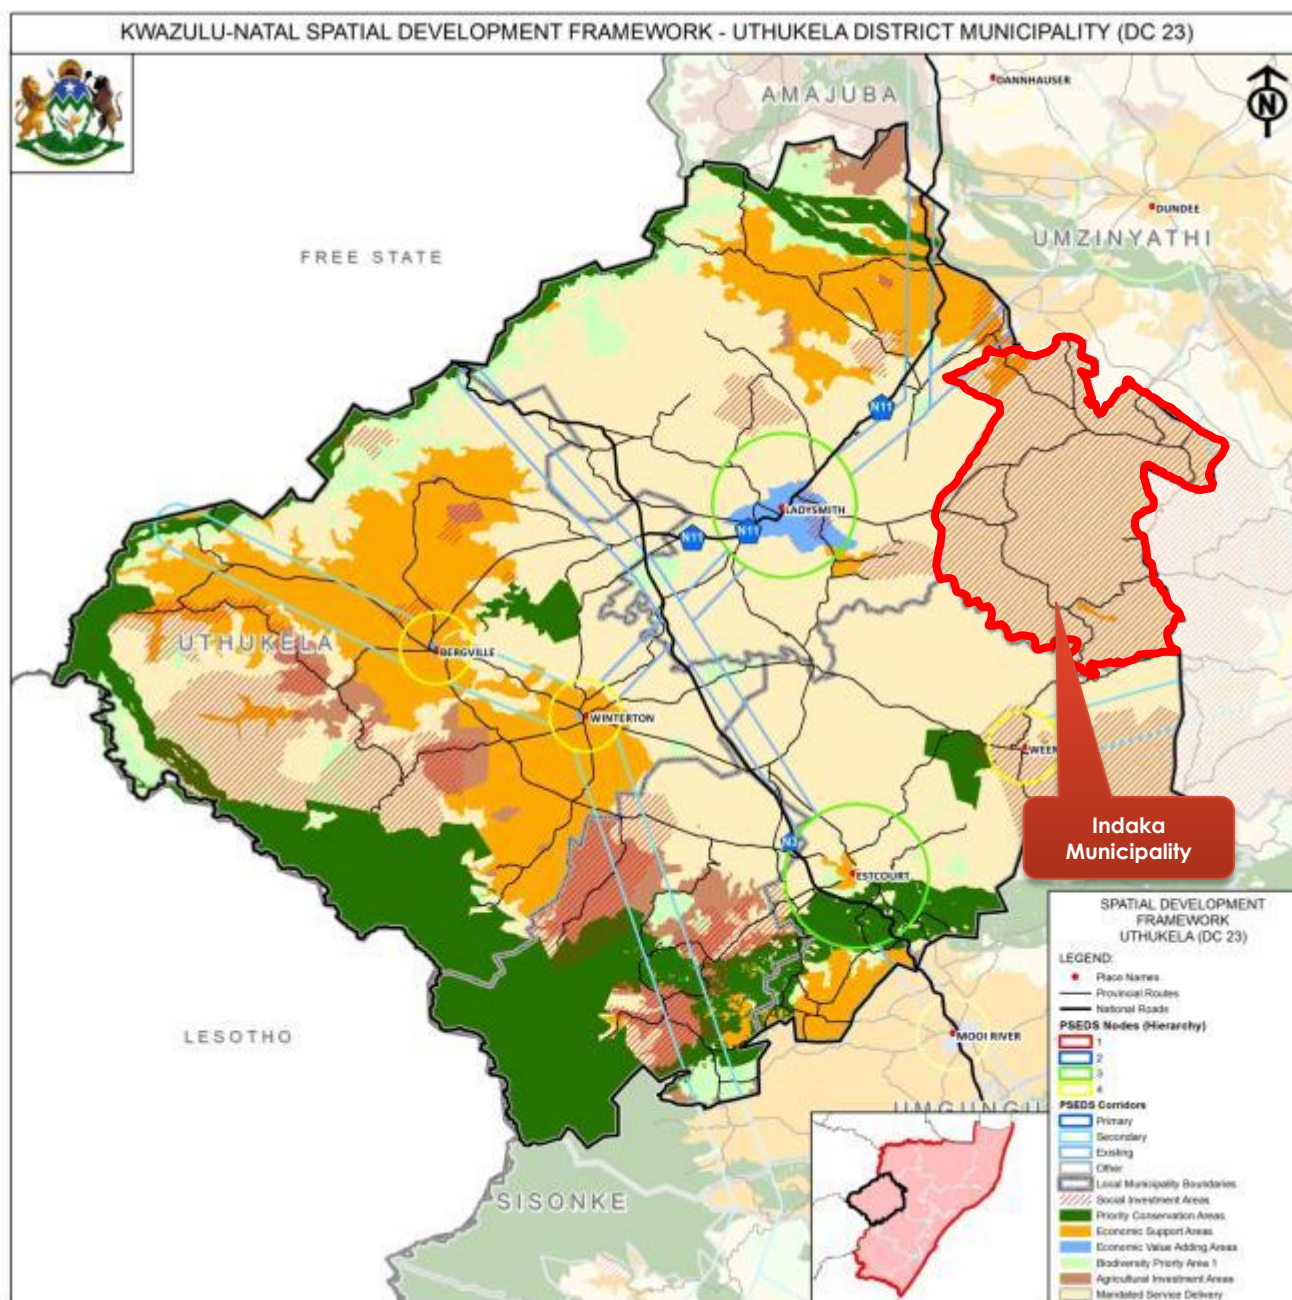 KWAZULU-NATAL SPATIAL DEVELOPMENT FRAMEWORK - UTHUKELA DISTRICT MUNICIPALITY (DC 23)
DANNHAUSER
AMAJUBA
N
DUNDEE
UMZINYATHI
FREE STATE
N11
LADYSMITH
N11
N11
UTHUKELA
BERGVILLE
WINTERTON
WEEN
Indaka
Municipality
N3
ESTCOURT
LESOTHO
MOOI RIVER
UMGUNGU
SISONKE
SPATIAL DEVELOPMENT
FRAMEWORK
UTHUKELA (DC 23)
LEGEND:
Place Names
Provincial Routes
National Roads
PSEDS Nodes (Hierarchy)
1
2
3
4
PSEDS Corridors
Primary
Secondary
Existing
Other
Local Municipality Boundaries
Social Investment Areas
Priority Conservation Areas
Economic Support Areas
Economic Value Adding Areas
Biodiversity Priority Area 1
Agricultural Investment Areas
Mandated Service Delivery